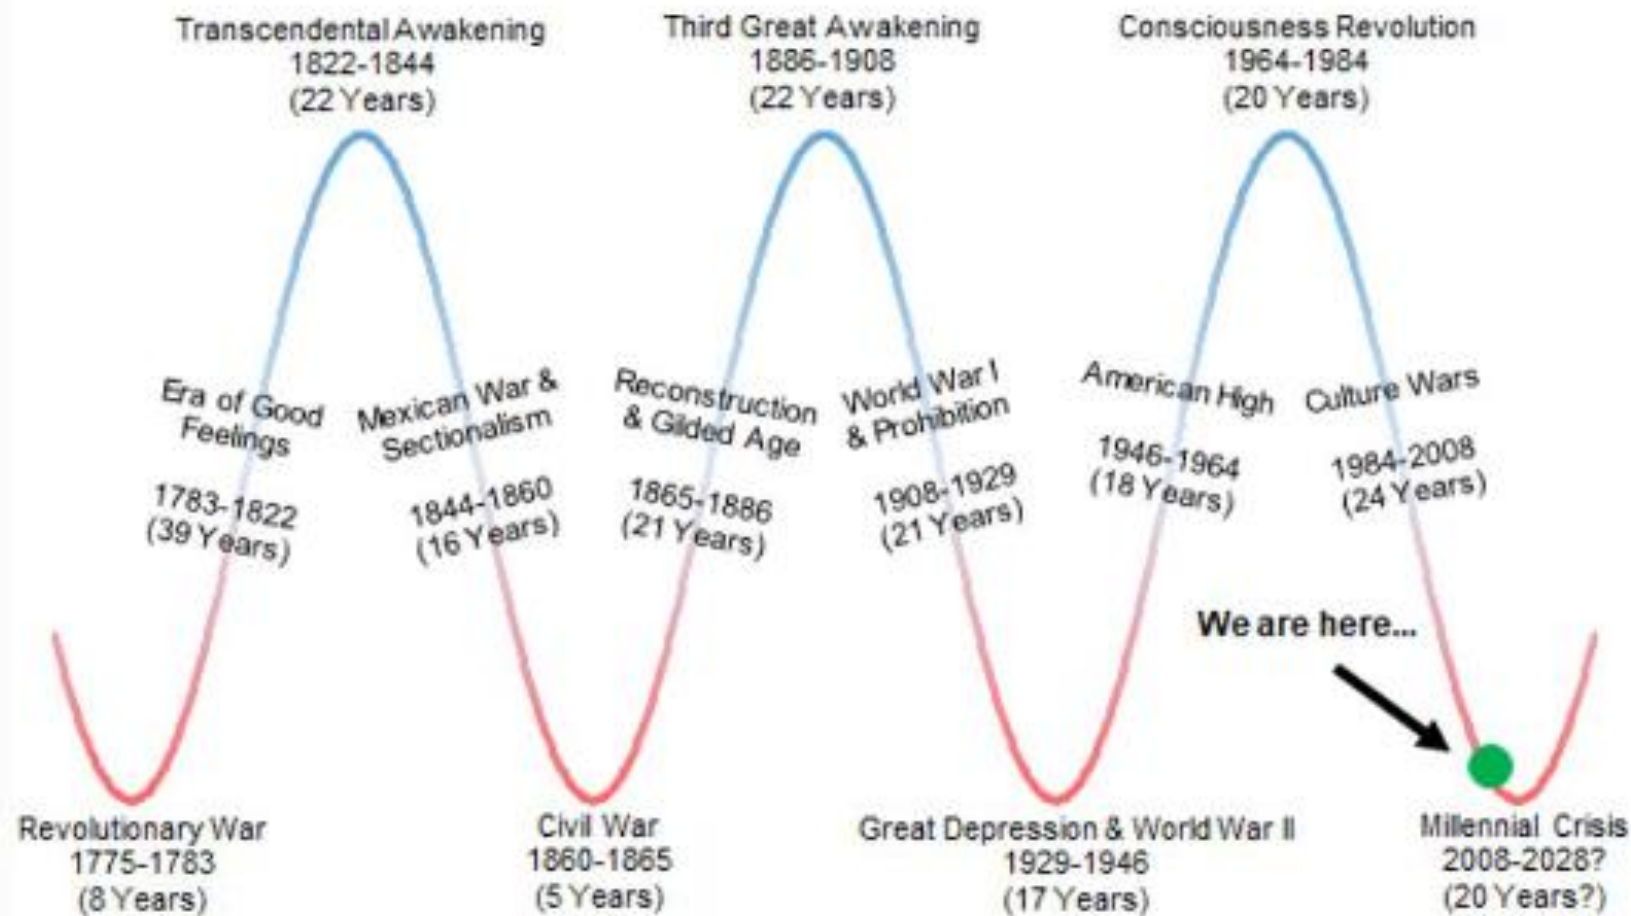 Transcendental Awakening
1822-1844
(22 Years)
Third Great Awakening
1886-1908
(22 Years)
Consciousness Revolution
1964-1984
(20 Years)
Era of Good
Feelings
1783-1822
(39 Years)
Mexican War &
Sectionalism
1844-1860
(16 Years)
Reconstruction
& Gilded Age
1865-1886
(21 Years)
World War I
& Prohibition
1908-1929
(21 Years)
American High
1946-1964
(18 Years)
Culture Wars
1984-2008
(24 Years)
We are here...
Revolutionary War
1775-1783
(8 Years)
Civil War
1860-1865
(5 Years)
Great Depression & World War II
1929-1946
(17 Years)
Millennial Crisis
2008-2028?
(20 Years?)